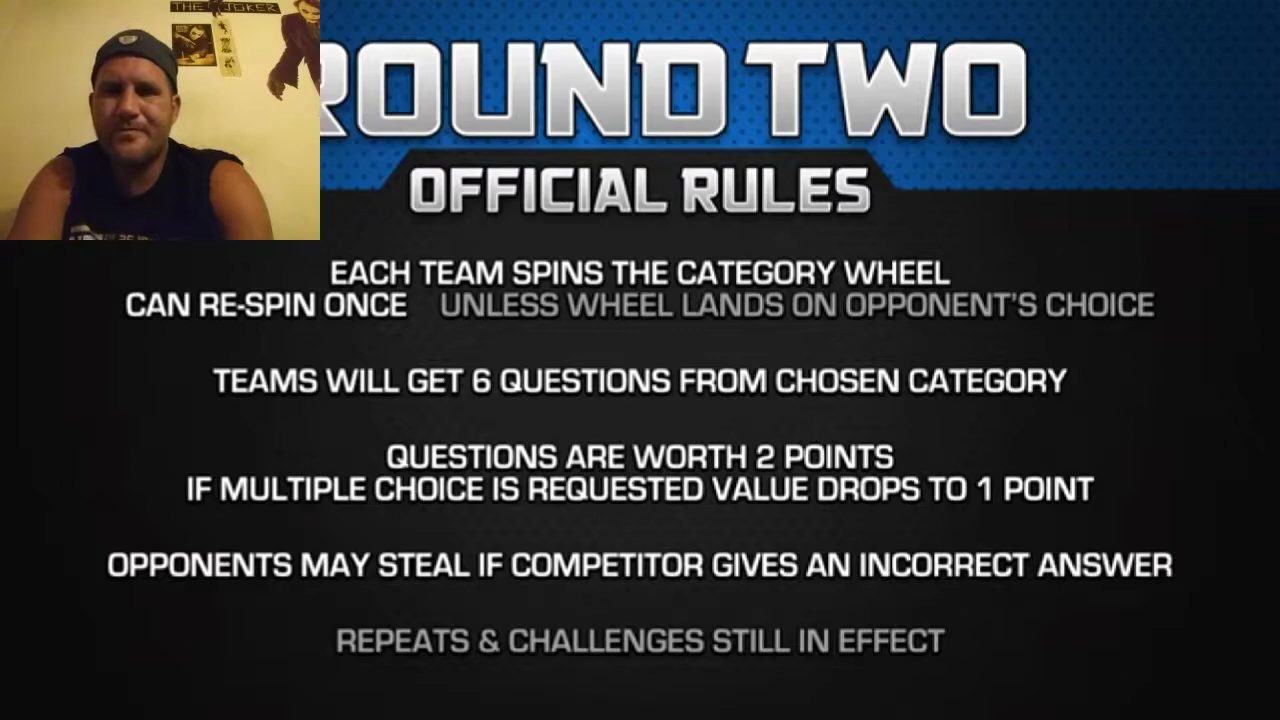 THE JOKER
ROUND TWO
OFFICIAL RULES
EACH TEAM SPINS THE CATEGORY WHEEL
CAN RE-SPIN ONCE UNLESS WHEEL LANDS ON OPPONENT'S CHOICE
TEAMS WILL GET 6 QUESTIONS FROM CHOSEN CATEGORY
QUESTIONS ARE WORTH 2 POINTS
IF MULTIPLE CHOICE IS REQUESTED VALUE DROPS TO 1 POINT
OPPONENTS MAY STEAL IF COMPETITOR GIVES AN INCORRECT ANSWER
REPEATS & CHALLENGES STILL IN EFFECT